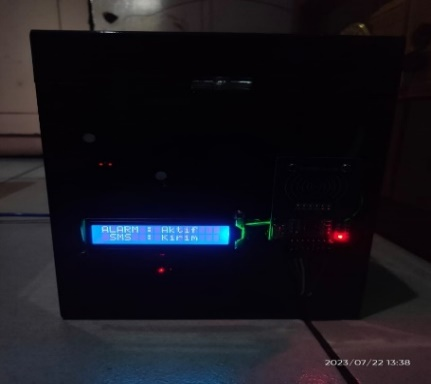 ALARM : Aktif
SMS : Kirim
2023/07/22 13:38